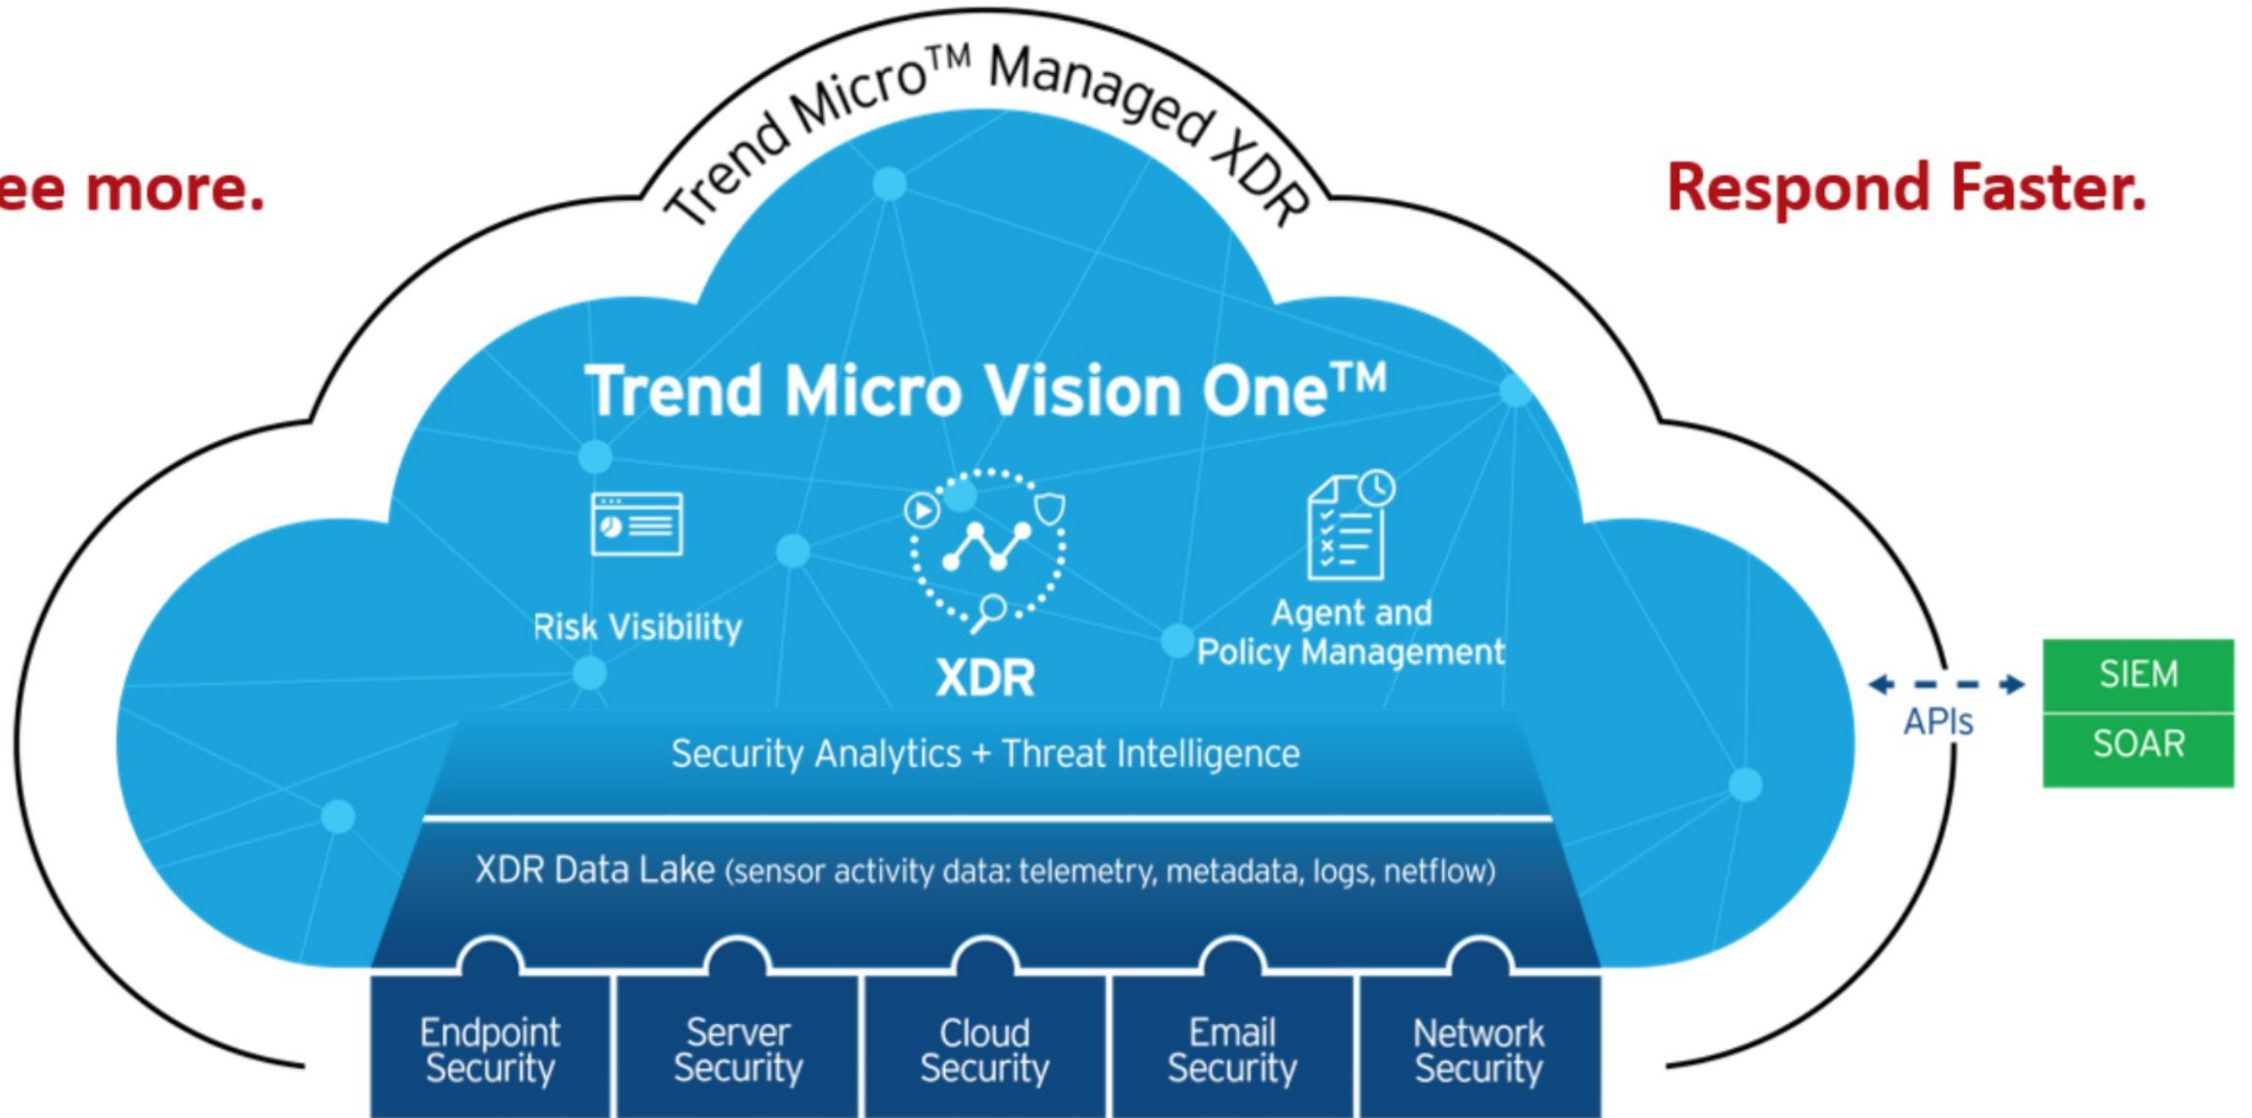 Trend Micro™ Managed XDR
ee more.
Respond Faster.
Trend Micro Vision One™
Risk Visibility
XDR
Agent and
Policy Management
Security Analytics + Threat Intelligence
XDR Data Lake (sensor activity data: telemetry, metadata, logs, netflow)
Endpoint
Security
Server
Security
Cloud
Security
Email
Security
Network
Security
APIs
SIEM
SOAR